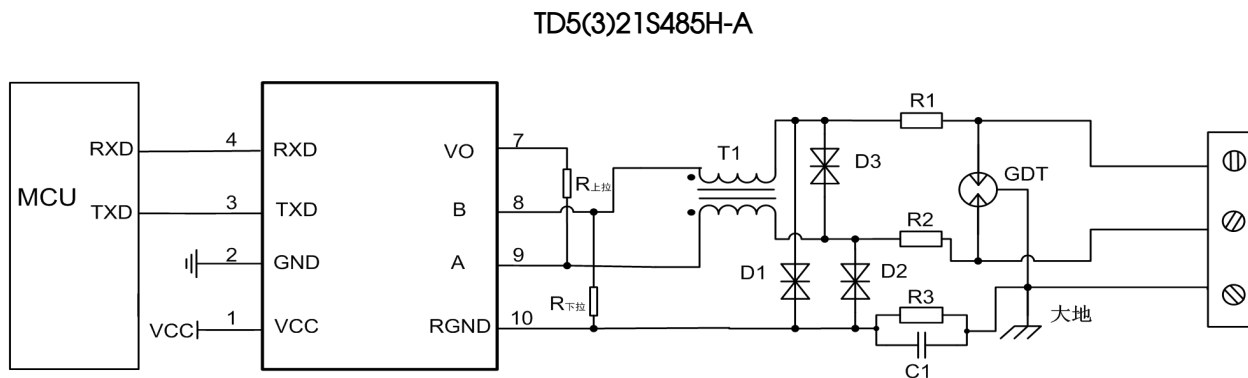 TD5(3)21S485H-A
MCU
RXD
TXD
4
3
2
1
VCC
RXD
TXD
GND
VCC
VO
B
A
RGND
7
8
9
10
R上拉
R下拉
T1
D1
D3
D2
R1
R2
R3
C1
GDT
大地